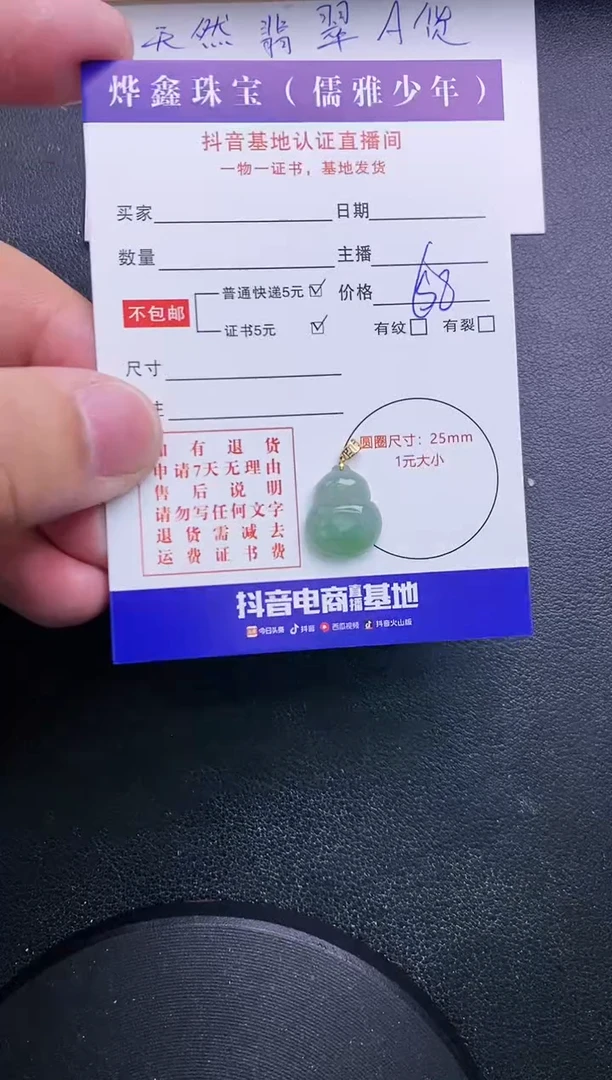 天然翡翠A货
烨鑫珠宝（儒雅少年）
抖音基地认证直播间
一物一证书，基地发货
买家 日期
数量 主播
不包邮 普通快递5元 ☑ 价格 68
证书5元 ☑ 有纹□ 有裂□
尺寸
圆圈尺寸：25mm
1元大小
有退货
申请7天无理由
售后说明
请勿写任何文字
退货需减去
运费证书费
抖音电商直播基地
今日头条 抖音 西瓜视频 抖音火山版